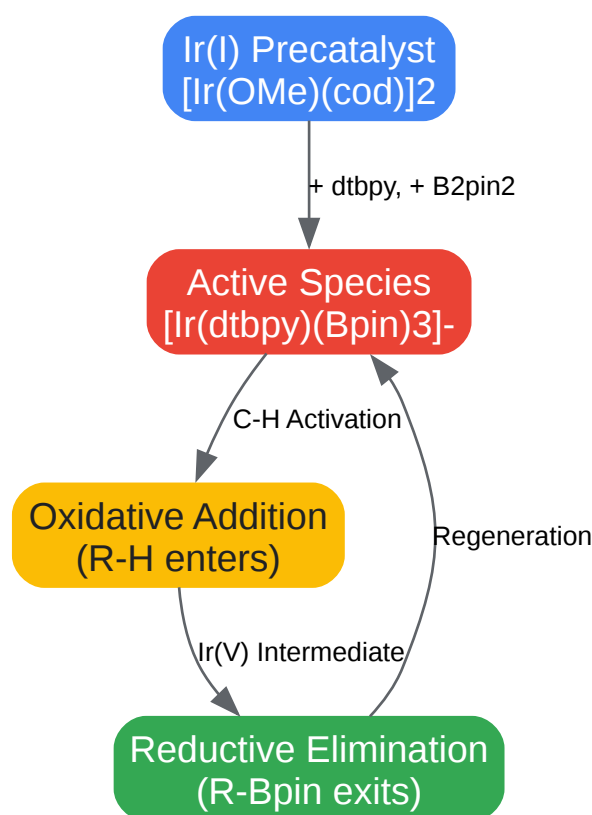 Ir(I) Precatalyst
[Ir(OMe)(cod)]2
+ dtbpy, + B2pin2
Active Species
[Ir(dtbpy)(Bpin)3]-
C-H Activation
Oxidative Addition
(R-H enters)
Regeneration
Ir(V) Intermediate
Reductive Elimination
(R-Bpin exits)